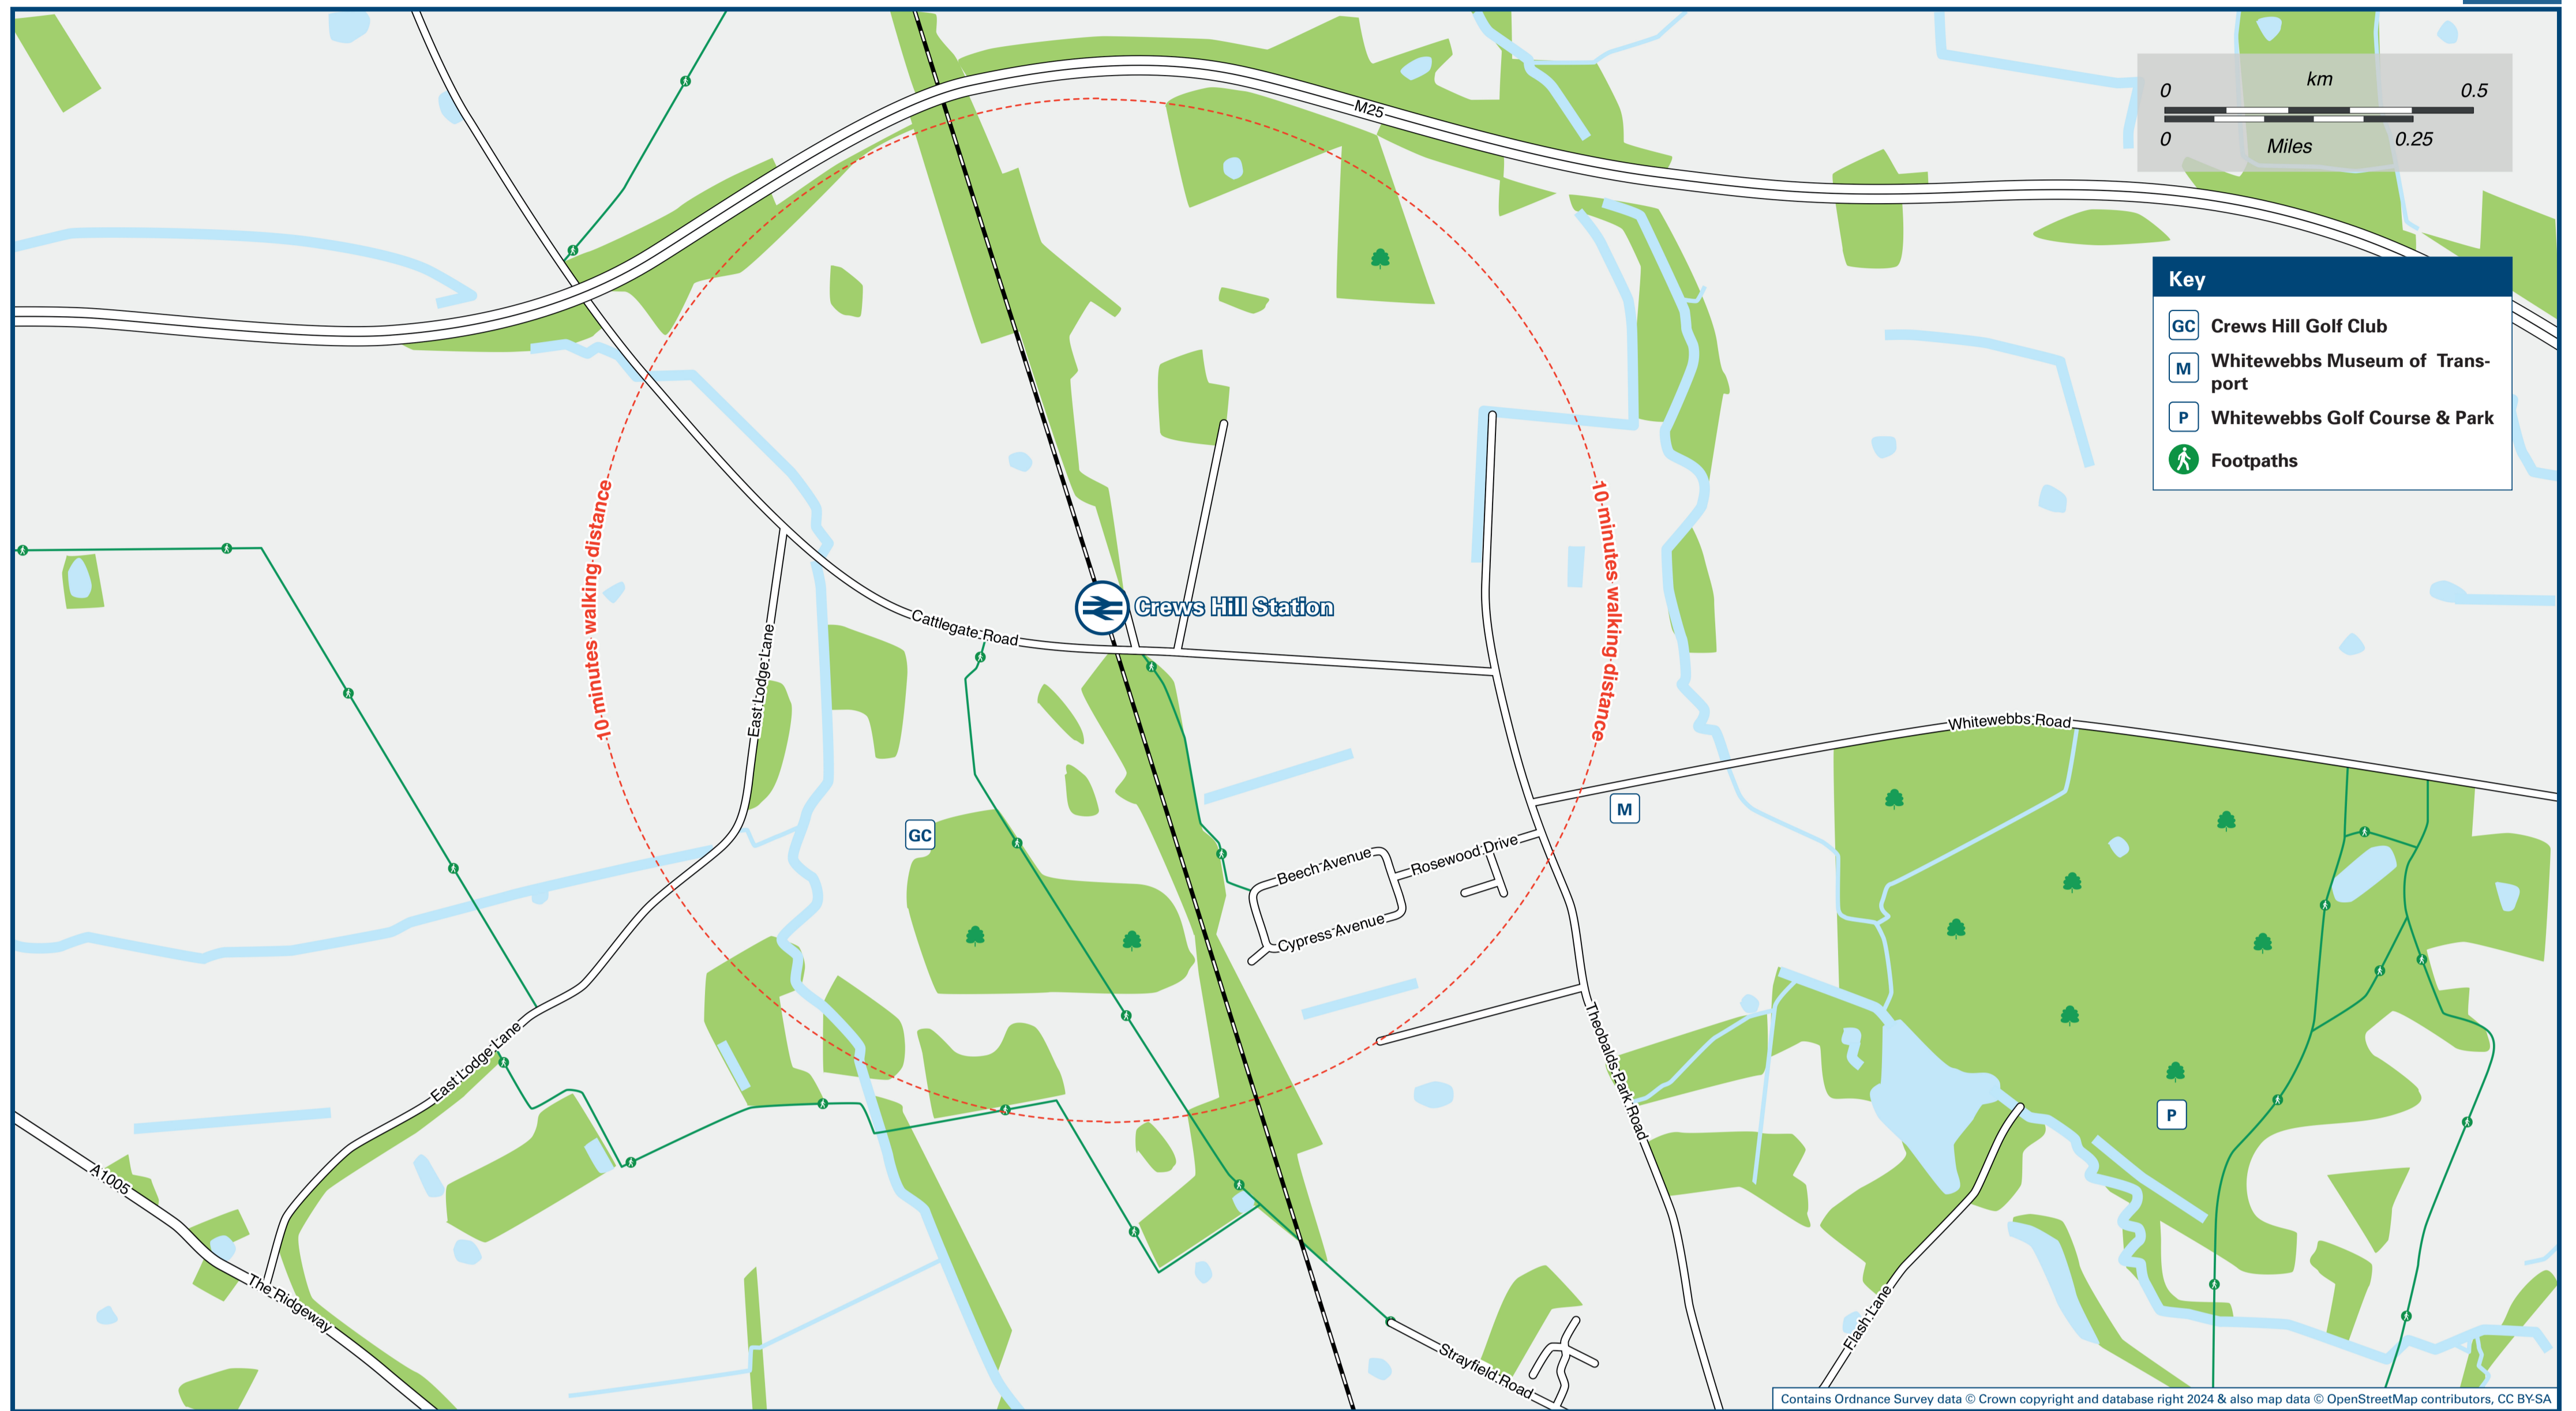 M25
km
0
0.5
0
Miles
0.25
Key
GC Crews Hill Golf Club
M Whitewebbs Museum of Trans-
port
P Whitewebbs Golf Course & Park
Footpaths
10 minutes walking distance
10 minutes walking distance
Crews Hill Station
Cattlegate Road
East Lodge Lane
Whitewebbs Road
M
GC
Beech Avenue
Rosewood Drive
Cypress Avenue
East Lodge Lane
Theobalds Park Road
P
A1005
The Ridgeway
Flash Lane
Strayfield Road
Contains Ordnance Survey data © Crown copyright and database right 2024 & also map data © OpenStreetMap contributors, CC BY-SA